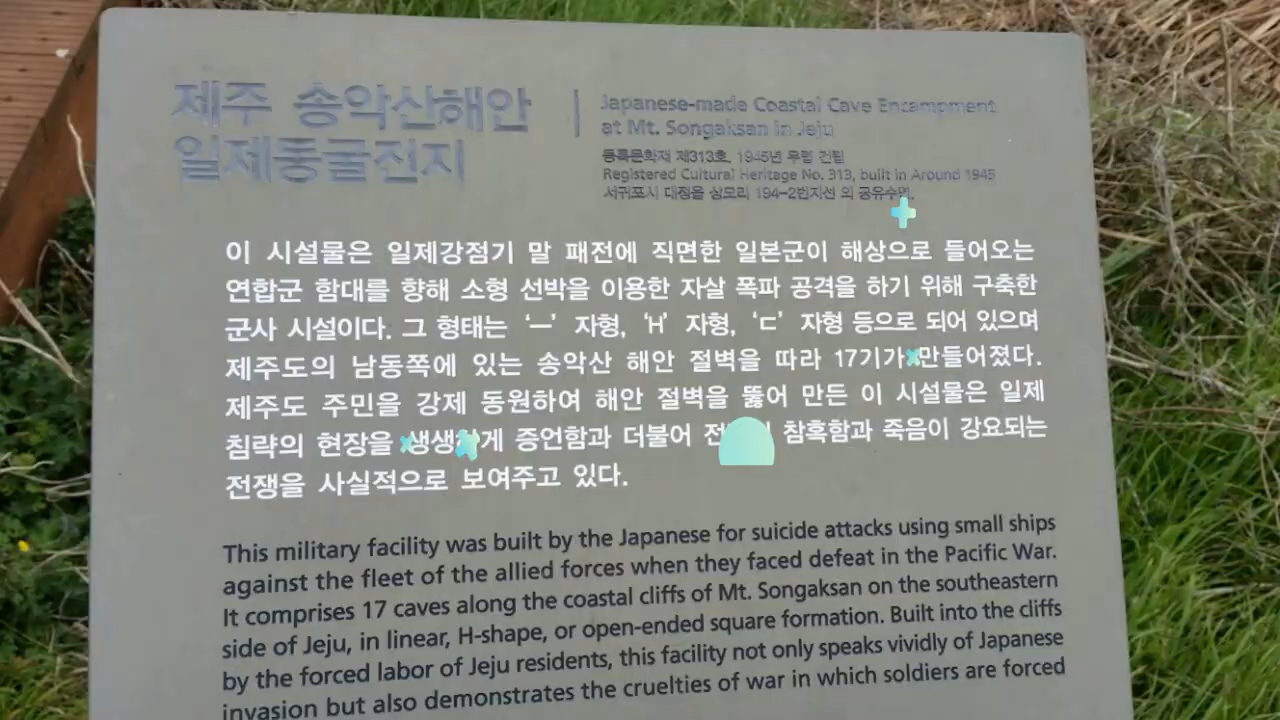 제주 송악산해안
일제동굴진지
Japanese-made Coastal Cave Encampment
at Mt. Songaksan in Jeju
등록문화재 제313호, 1945년 무렵 건립
Registered Cultural Heritage No. 313, built in Around 1945
서귀포시 대정읍 상모리 194-2번지선 외 공유수면,
이 시설물은 일제강점기 말 패전에 직면한 일본군이 해상으로 들어오는
연합군 함대를 향해 소형 선박을 이용한 자살 폭파 공격을 하기 위해 구축한
군사 시설이다. 그 형태는 ‘ㅡ’ 자형, ‘H’ 자형, ‘ㄷ’ 자형 등으로 되어 있으며
제주도의 남동쪽에 있는 송악산 해안 절벽을 따라 17기가 만들어졌다.
제주도 주민을 강제 동원하여 해안 절벽을 뚫어 만든 이 시설물은 일제
침략의 현장을 생생하게 증언함과 더불어 참혹함과 죽음이 강요되는
전쟁을 사실적으로 보여주고 있다.
This military facility was built by the Japanese for suicide attacks using small ships
against the fleet of the allied forces when they faced defeat in the Pacific War.
It comprises 17 caves along the coastal cliffs of Mt. Songaksan on the southeastern
side of Jeju, in linear, H-shape, or open-ended square formation. Built into the cliffs
by the forced labor of Jeju residents, this facility not only speaks vividly of Japanese
invasion but also demonstrates the cruelties of war in which soldiers are forced